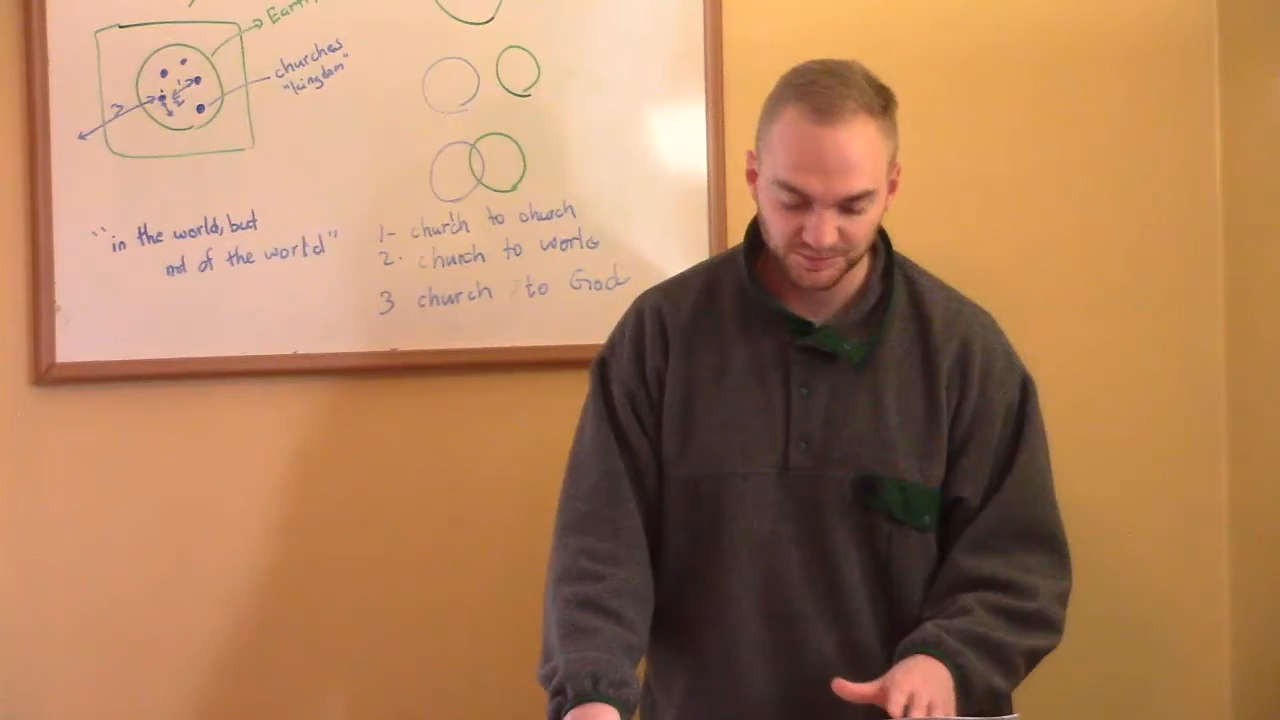 Earth
churches
"kingdom"
"in the world, but
not of the world"
1- church to church
2. church to world
3 church to God